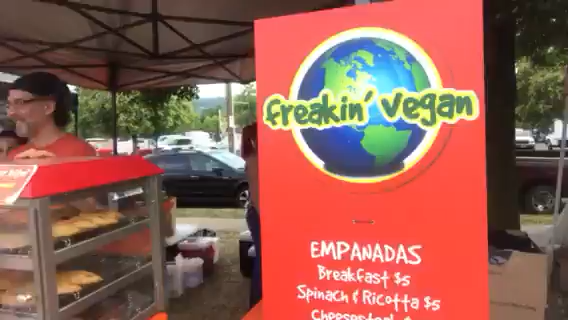 freakin' vegan
EMPANADAS
Breakfast $5
Spinach & Ricotta $5